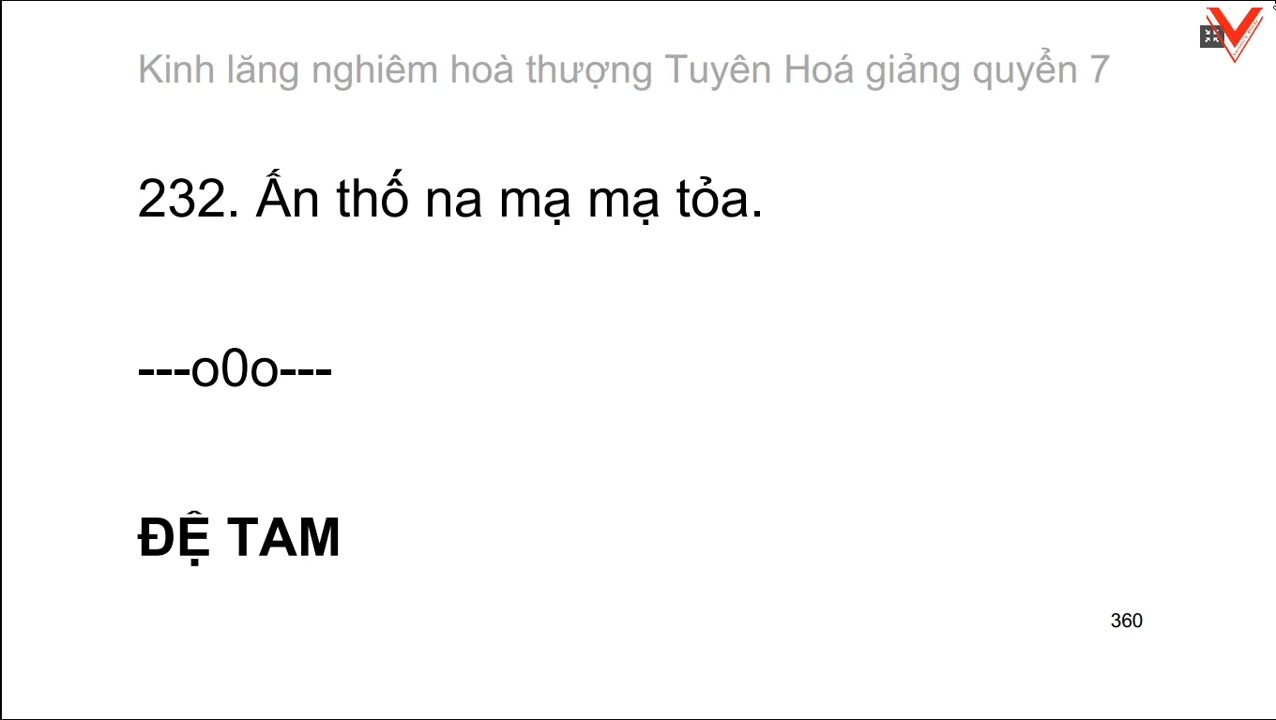 Kinh lăng nghiêm hoà thượng Tuyên Hoá giảng quyển 7
232. Ấn thố na mạ mạ tỏa.
---o0o---
ĐỆ TAM
360